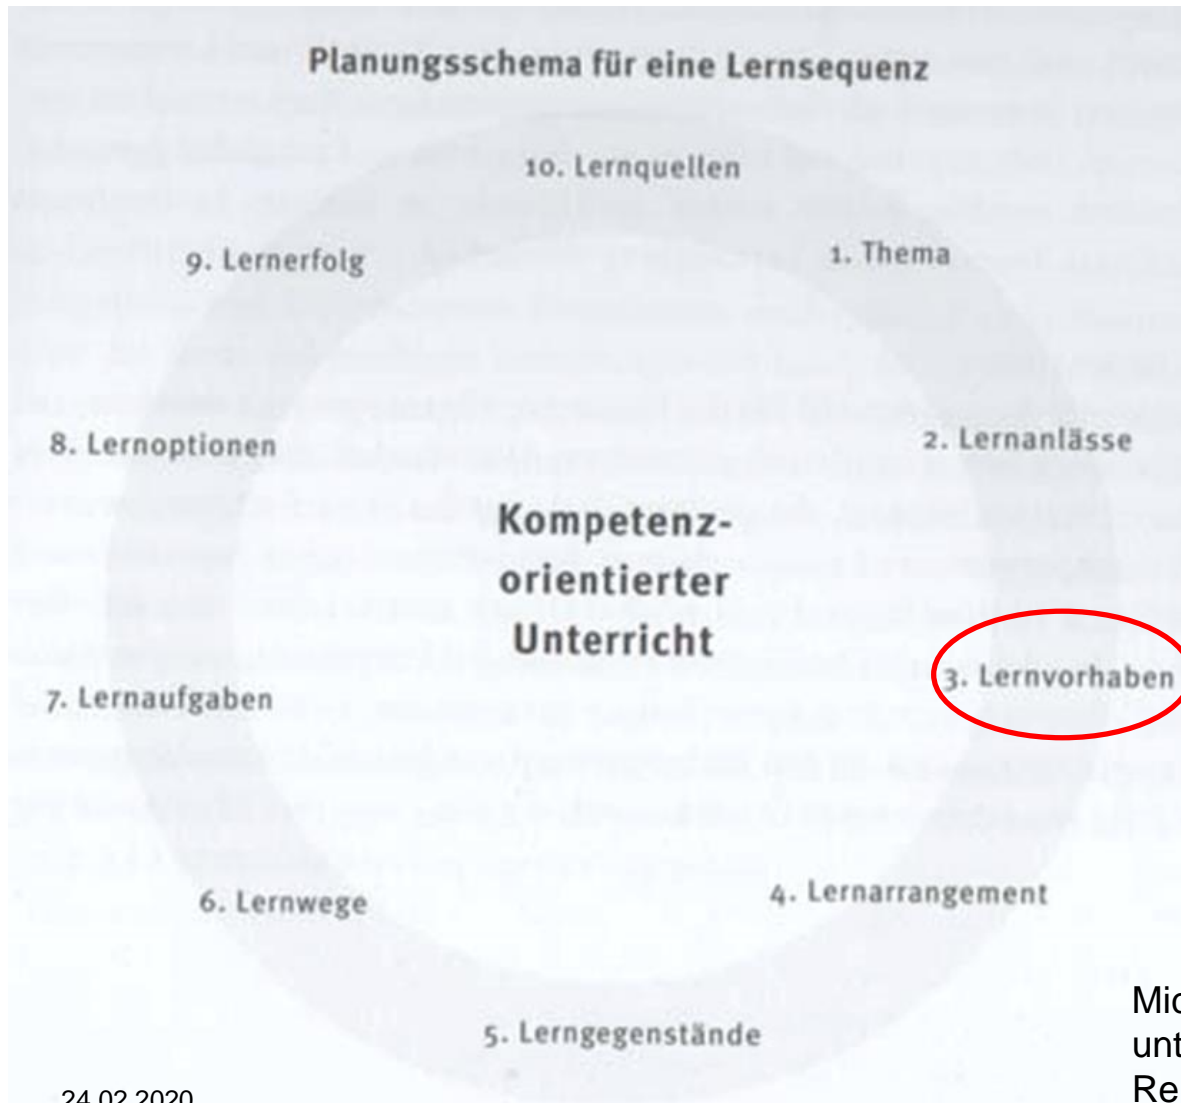 Planungsschema für eine Lernsequenz
10. Lernquellen
9. Lernerfolg
1. Thema
8. Lernoptionen
2. Lernanlässe
Kompetenz-
orientierter
Unterricht
3. Lernvorhaben
7. Lernaufgaben
6. Lernwege
4. Lernarrangement
5. Lerngegenstände
24.02.2020